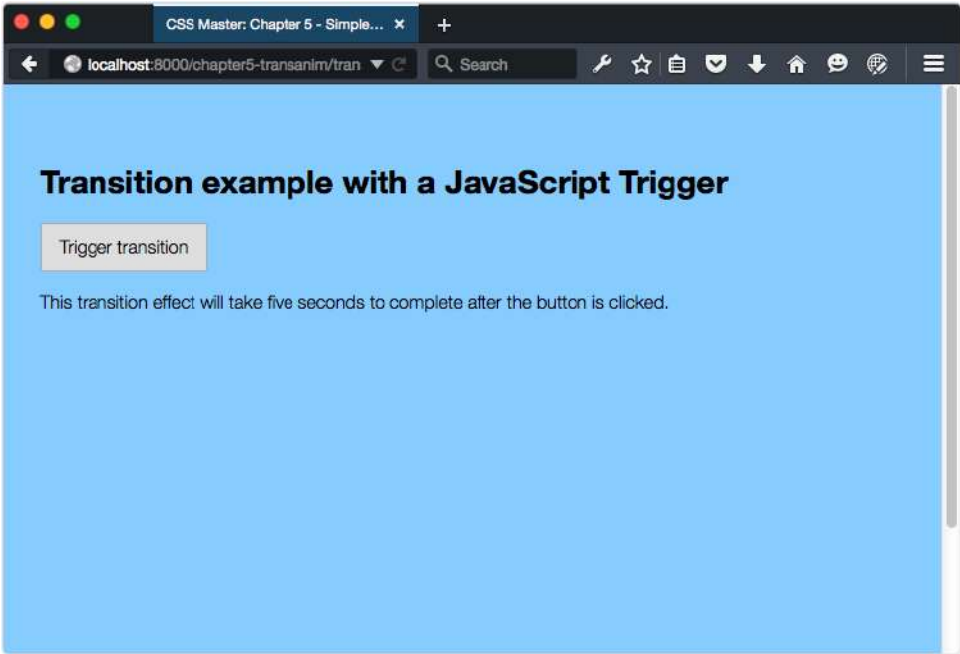 CSS Master: Chapter 5 - Simple...
localhost:8000/chapter5-transanim/tran
Search
Transition example with a JavaScript Trigger
Trigger transition
This transition effect will take five seconds to complete after the button is clicked.